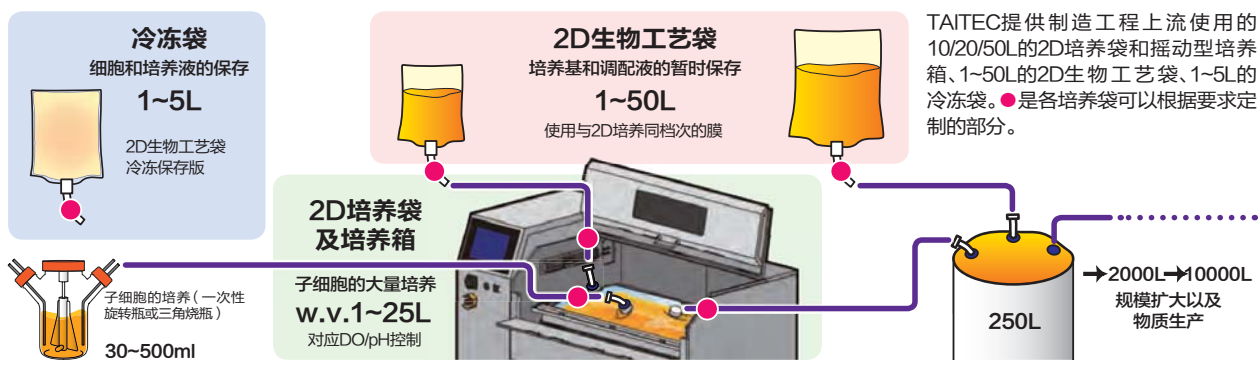 冷冻袋
细胞和培养液的保存
1~5L
2D生物工艺袋
冷冻保存版
2D生物工艺袋
培养基和调配液的暂时保存
1~50L
使用与2D培养同档次的膜
TAITEC提供制造工程上流使用的
10/20/50L的2D培养袋和摇动型培养
箱、1~50L的2D生物工艺袋、1~5L的
冷冻袋。●是各培养袋可以根据要求定
制的部分。
2D培养袋
及培养箱
子细胞的大量培养
w.v.1~25L
对应DO/pH控制
子细胞的培养（一次性
旋转瓶或三角烧瓶）
30~500ml
250L
→2000L→10000L
规模扩大以及
物质生产